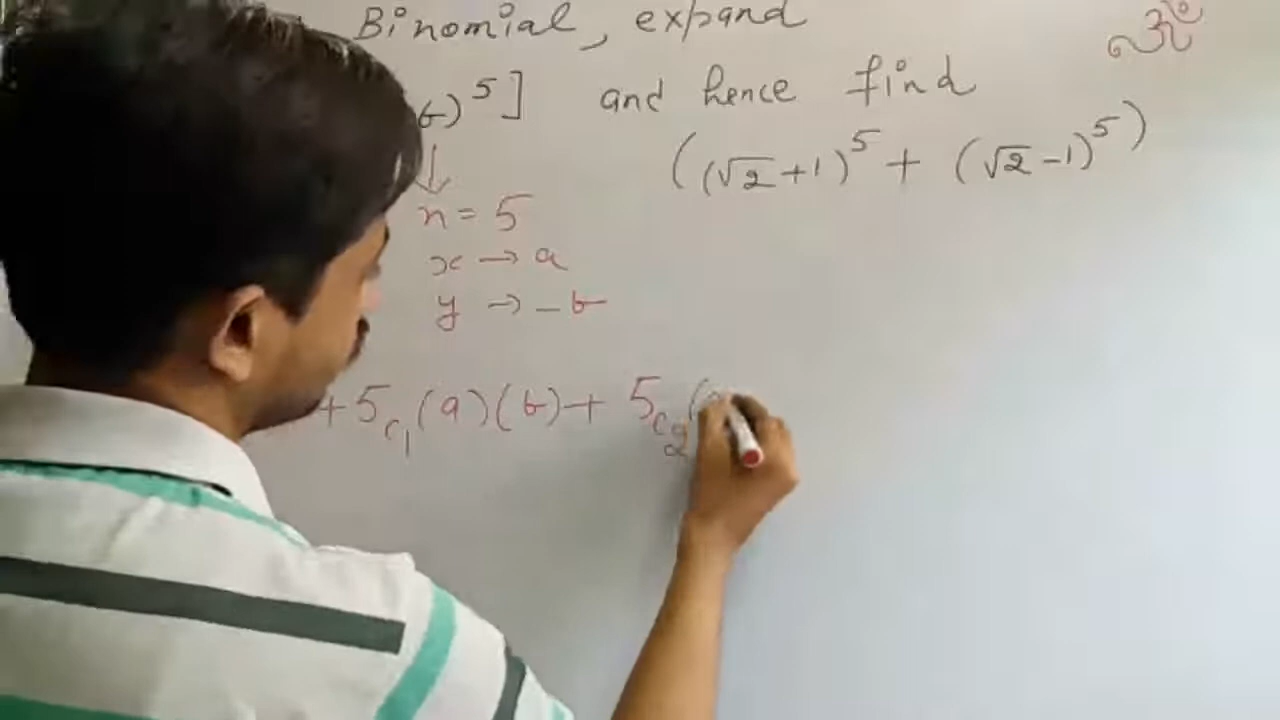 Binomial, expand
ॐ
b)⁵] and hence find
((√2+1)⁵ + (√2-1)⁵)
↓
n = 5
x → a
y → -b
+ 5c₁ (a) (b) + 5c₂ (